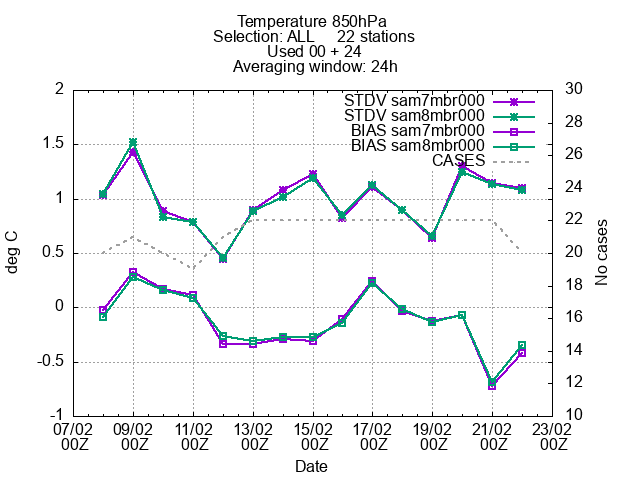 Temperature 850hPa
Selection: ALL     22 stations
Used 00 + 24
Averaging window: 24h
2
1.5
1
0.5
0
-0.5
-1
deg C
30
28
26
24
22
20
18
16
14
12
10
No cases
STDV sam7mbr000
STDV sam8mbr000
BIAS sam7mbr000
BIAS sam8mbr000
CASES
07/02 09/02 11/02 13/02 15/02 17/02 19/02 21/02 23/02
00Z 00Z 00Z 00Z 00Z 00Z 00Z 00Z 00Z
Date